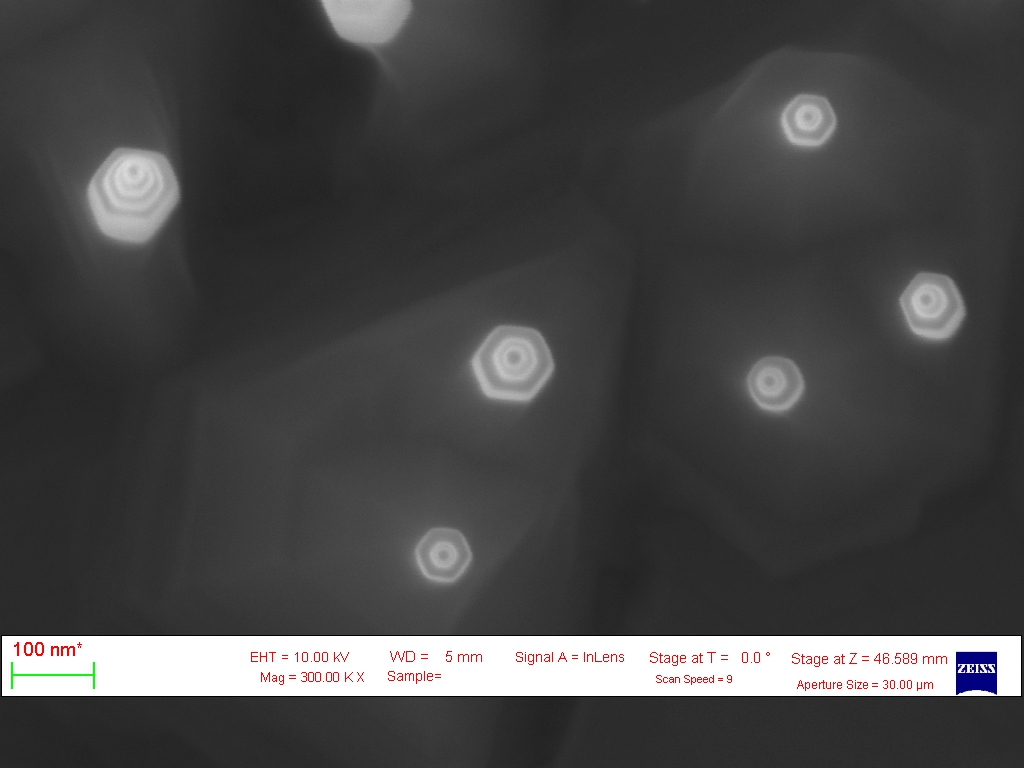 100 nm*
EHT = 10.00 kV WD = 5 mm Signal A = InLens Stage at T = 0.0 ° Stage at Z = 46.589 mm
Mag = 300.00 K X Sample= Scan Speed = 9 Aperture Size = 30.00 µm
ZEISS